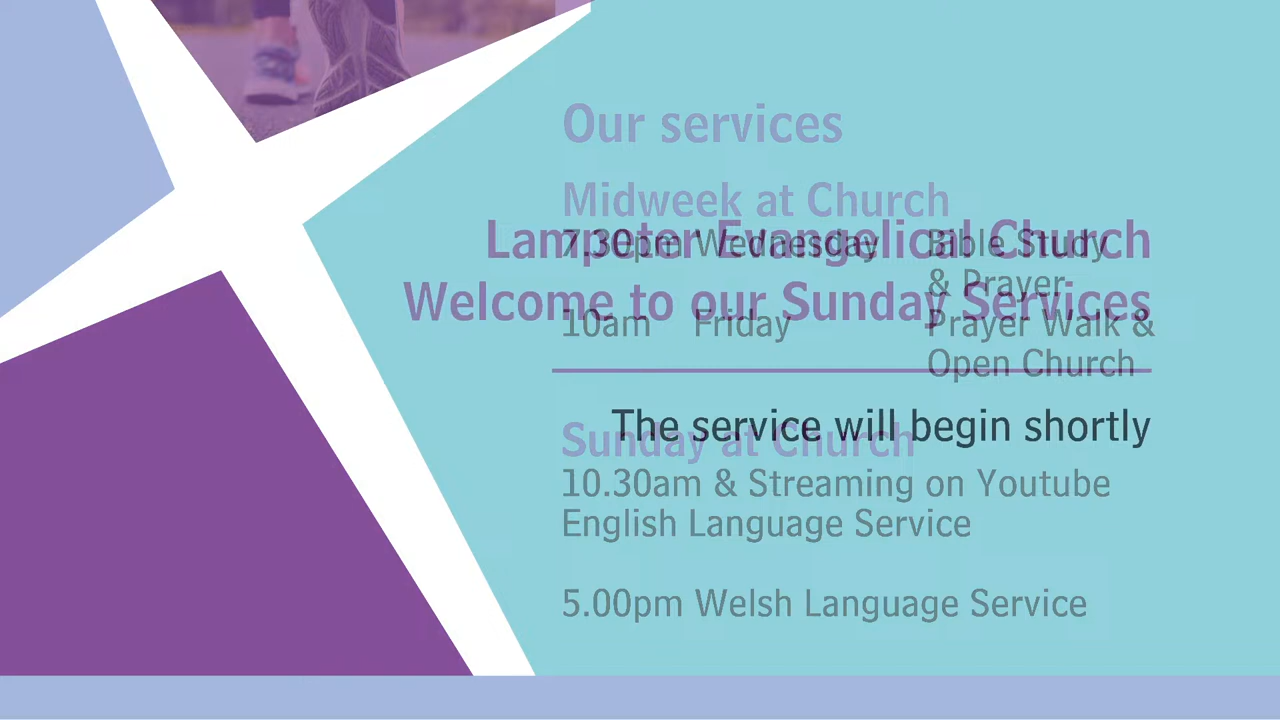 Our services
Midweek at Church
7.30pm Wednesday Bible Study
& Prayer
10am Friday Prayer Walk &
Open Church
Sunday at Church
10.30am & Streaming on Youtube
English Language Service
5.00pm Welsh Language Service
Lampeter Evangelical Church
Welcome to our Sunday Services
The service will begin shortly